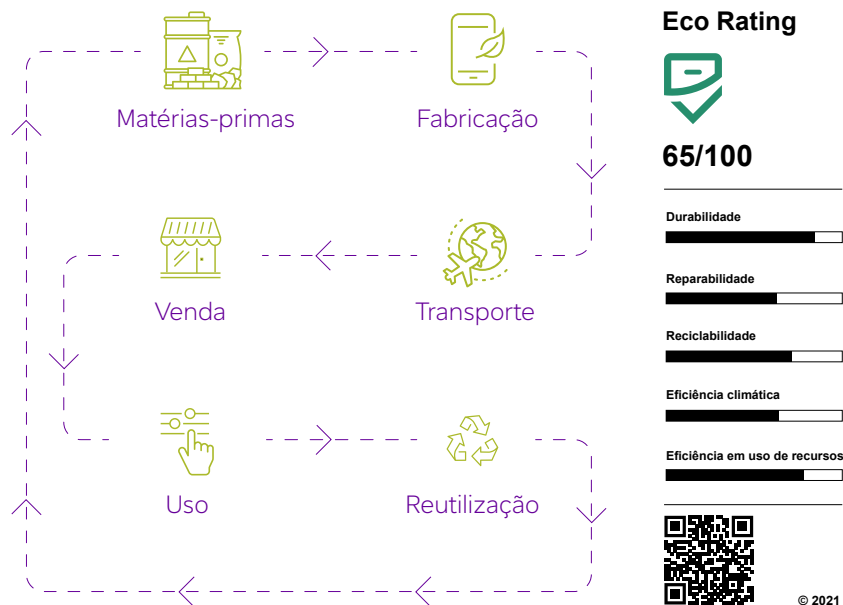 Matérias-primas
Fabricação
Venda
Transporte
Uso
Reutilização
Eco Rating
65/100
Durabilidade
Reparabilidade
Reciclabilidade
Eficiência climática
Eficiência em uso de recursos
© 2021